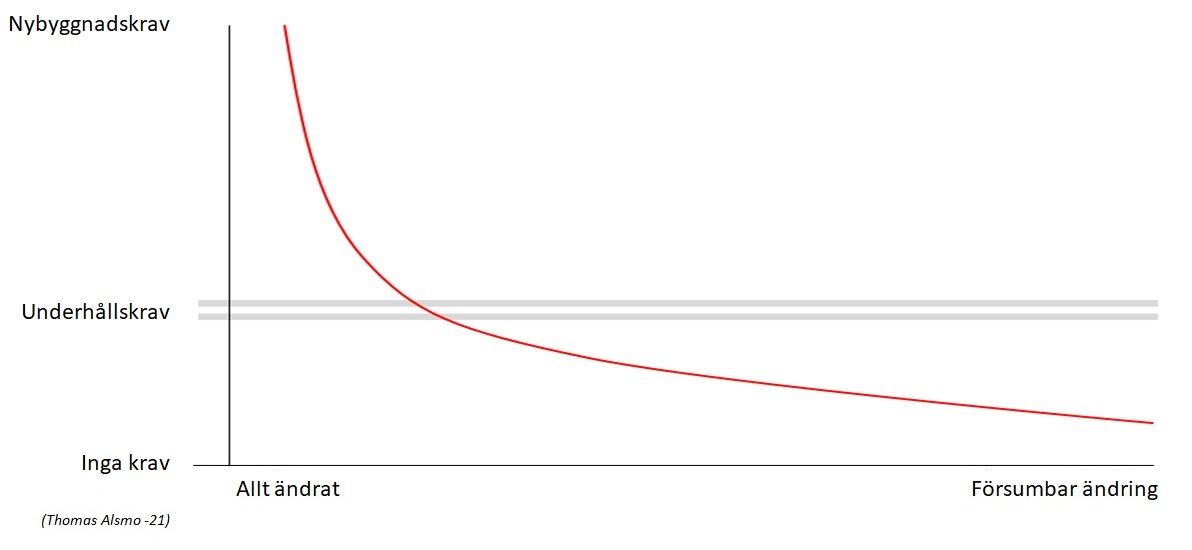 Nybyggnadskrav
Underhållskrav
Inga krav
Allt ändrat
Försumbar ändring
(Thomas Alsmo -21)